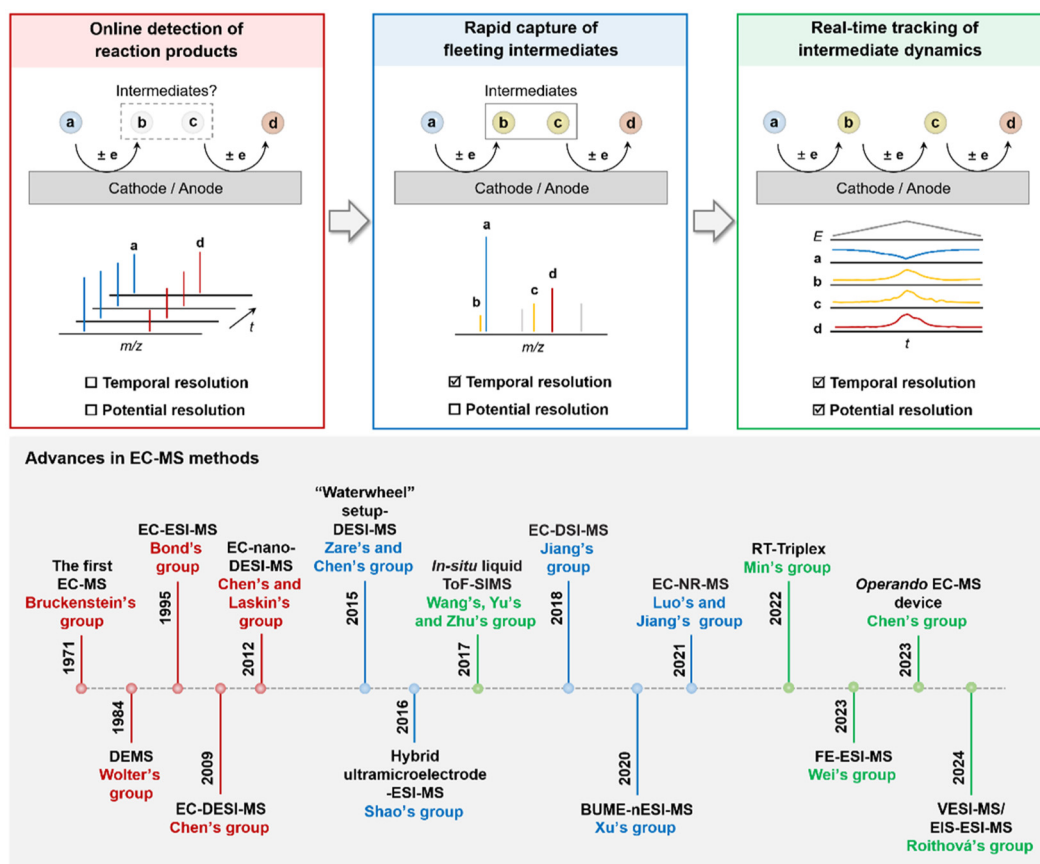 Online detection of
reaction products
Intermediates?
a
b
c
d
± e
± e
Cathode / Anode
a
d
t
m/z
☐ Temporal resolution
☐ Potential resolution
Rapid capture of
fleeting intermediates
Intermediates
a
b
c
d
± e
± e
Cathode / Anode
a
d
c
b
m/z
☑ Temporal resolution
☐ Potential resolution
Real-time tracking of
intermediate dynamics
a
b
c
d
± e
± e
± e
Cathode / Anode
E
a
b
c
d
t
☑ Temporal resolution
☑ Potential resolution
Advances in EC-MS methods
The first
EC-MS
Bruckenstein's
group
1971
1984
DEMS
Wolter's
group
EC-ESI-MS
Bond's
group
1995
2009
EC-DESI-MS
Chen's group
EC-nano-
DESI-MS
Chen's and
Laskin's
group
2012
“Waterwheel”
setup-
DESI-MS
Zare's and
Chen's group
2015
2016
Hybrid
ultramicroelectrode
-ESI-MS
Shao's group
In-situ liquid
ToF-SIMS
Wang's, Yu's
and Zhu's group
2017
EC-DSI-MS
Jiang's
group
2018
2020
BUME-nESI-MS
Xu's group
EC-NR-MS
Luo's and
Jiang's group
2021
RT-Triplex
Min's group
2022
2023
FE-ESI-MS
Wei's group
Operando EC-MS
device
Chen's group
2023
2024
VESI-MS/
EIS-ESI-MS
Roithová's group